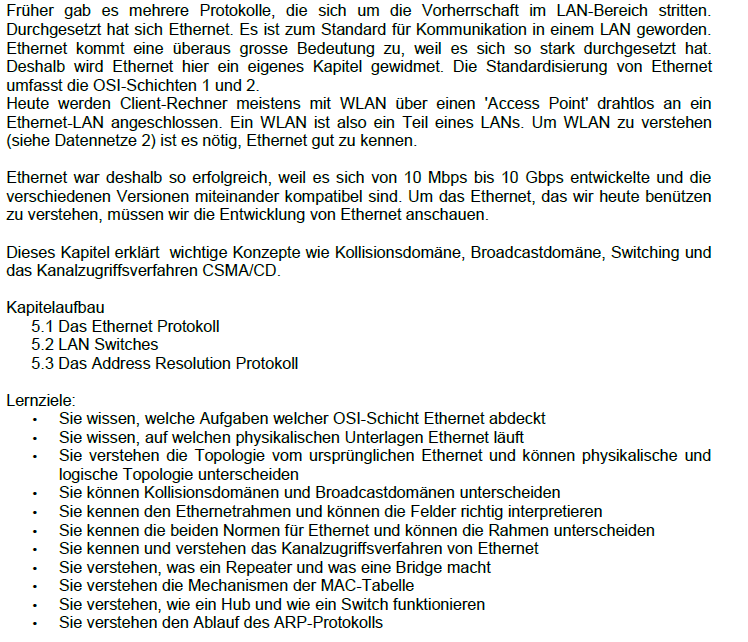 Früher gab es mehrere Protokolle, die sich um die Vorherrschaft im LAN-Bereich stritten.
Durchgesetzt hat sich Ethernet. Es ist zum Standard für Kommunikation in einem LAN geworden.
Ethernet kommt eine überaus grosse Bedeutung zu, weil es sich so stark durchgesetzt hat.
Deshalb wird Ethernet hier ein eigenes Kapitel gewidmet. Die Standardisierung von Ethernet
umfasst die OSI-Schichten 1 und 2.
Heute werden Client-Rechner meistens mit WLAN über einen 'Access Point' drahtlos an ein
Ethernet-LAN angeschlossen. Ein WLAN ist also ein Teil eines LANs. Um WLAN zu verstehen
(siehe Datennetze 2) ist es nötig, Ethernet gut zu kennen.
Ethernet war deshalb so erfolgreich, weil es sich von 10 Mbps bis 10 Gbps entwickelte und die
verschiedenen Versionen miteinander kompatibel sind. Um das Ethernet, das wir heute benützen
zu verstehen, müssen wir die Entwicklung von Ethernet anschauen.
Dieses Kapitel erklärt wichtige Konzepte wie Kollisionsdomäne, Broadcastdomäne, Switching und
das Kanalzugriffsverfahren CSMA/CD.
Kapitelaufbau
5.1 Das Ethernet Protokoll
5.2 LAN Switches
5.3 Das Address Resolution Protokoll
Lernziele:
• Sie wissen, welche Aufgaben welcher OSI-Schicht Ethernet abdeckt
• Sie wissen, auf welchen physikalischen Unterlagen Ethernet läuft
• Sie verstehen die Topologie vom ursprünglichen Ethernet und können physikalische und
logische Topologie unterscheiden
• Sie können Kollisionsdomänen und Broadcastdomänen unterscheiden
• Sie kennen den Ethernetrahmen und können die Felder richtig interpretieren
• Sie kennen die beiden Normen für Ethernet und können die Rahmen unterscheiden
• Sie kennen und verstehen das Kanalzugriffsverfahren von Ethernet
• Sie verstehen, was ein Repeater und was eine Bridge macht
• Sie verstehen die Mechanismen der MAC-Tabelle
• Sie verstehen, wie ein Hub und wie ein Switch funktionieren
• Sie verstehen den Ablauf des ARP-Protokolls